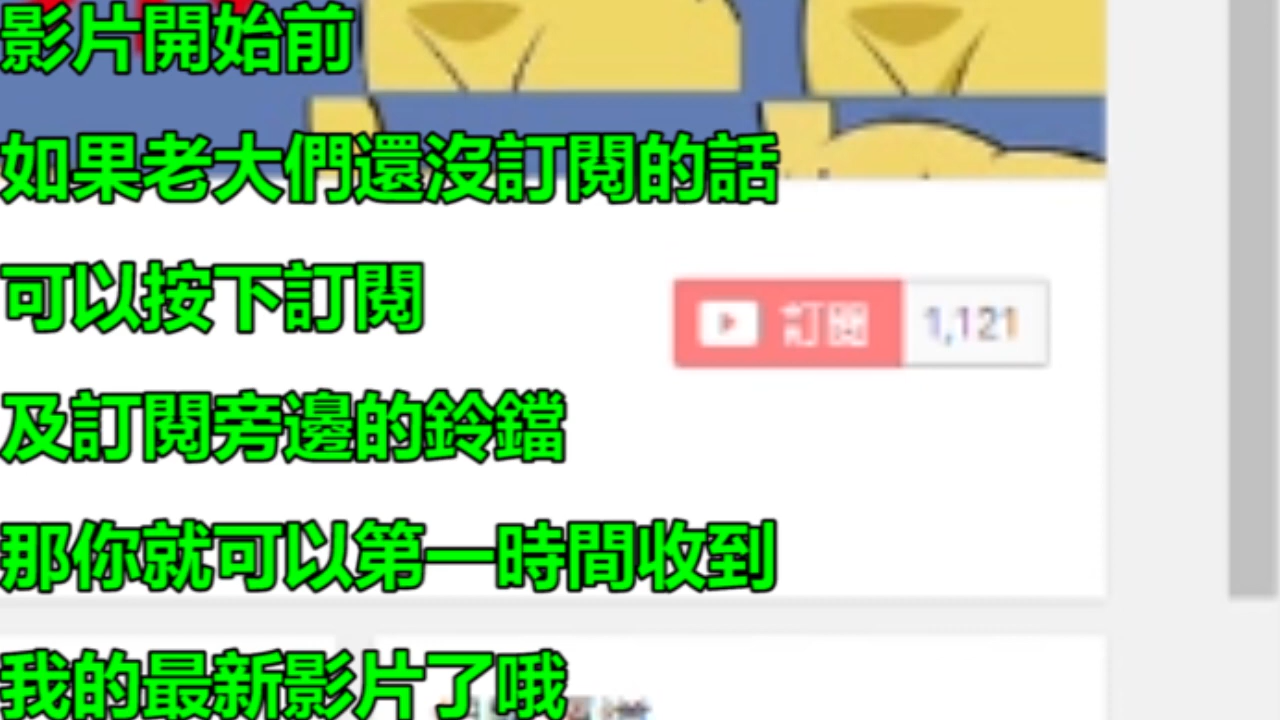 影片開始前
如果老大們還沒訂閱的話
可以按下訂閱
訂閱 1,121
及訂閱旁邊的鈴鐺
那你就可以第一時間收到
我的最新影片了哦